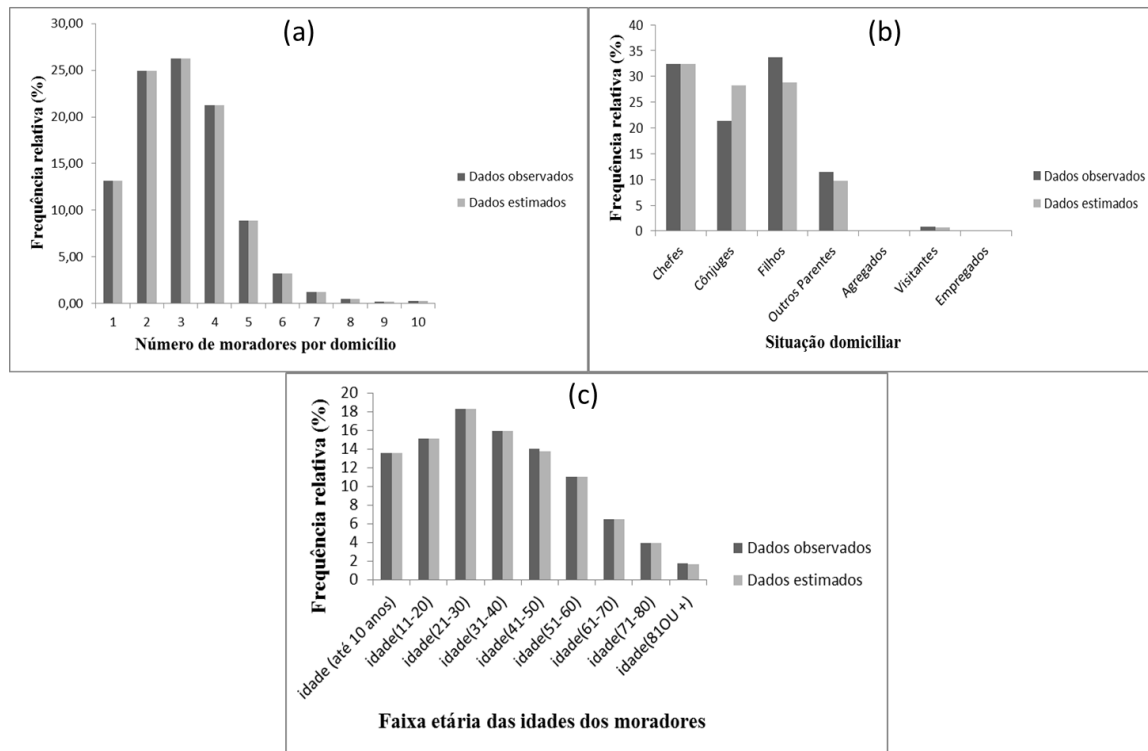 (a)
Frequência relativa (%)
30,00
25,00
20,00
15,00
10,00
5,00
0,00
1 2 3 4 5 6 7 8 9 10
Número de moradores por domicílio
Dados observados
Dados estimados
(b)
Frequência relativa (%)
40
35
30
25
20
15
10
5
0
Chefes
Cônjuges
Filhos
Outros Parentes
Agregados
Visitantes
Empregados
Situação domiciliar
Dados observados
Dados estimados
(c)
Frequência relativa (%)
20
18
16
14
12
10
8
6
4
2
0
idade (até 10 anos)
idade(11-20)
idade(21-30)
idade(31-40)
idade(41-50)
idade(51-60)
idade(61-70)
idade(71-80)
idade(81OU +)
Faixa etária das idades dos moradores
Dados observados
Dados estimados